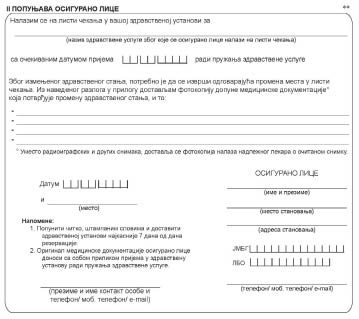 II ПОПУЊАВА ОСИГУРАНО ЛИЦЕ **
Налазим се на листи чекања у вашој здравственој установи за
(назив здравствене услуге због које се осигурано лице налази на листи чекања)
са очекиваним датумом пријема ради пружања здравствене услуге
Због измењеног здравственог стања, потребно је да се изврши одговарајућа промена места у листи
чекања. Из наведеног разлога у прилогу достављам фотокопију допуне медицинске документације*
која потврђује промену здравственог стања, и то:
-
-
-
-
* Уместо радиографских и других снимака, доставља се фотокопија налаза надлежног лекара о очитаном снимку.
ОСИГУРАНО ЛИЦЕ
Датум
(име и презиме)
и
(место)
(место становања)
Напомене:
1. Попунити читко, штампаним словима и доставити
здравственој установи најкасније 7 дана од дана
резервације.
2. Оригинал медицинске документације осигурано лице
доноси са собом приликом пријема у здравствену
установу ради пружања здравствене услуге.
(адреса становања)
ЈМБГ
ЛБО
(презиме и име контакт особе и
телефон/ моб. телефон/ e-mail)
(телефон/ моб. телефон/ e-mail)